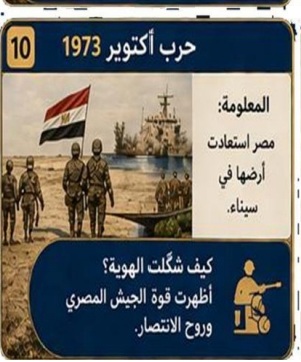 10
حرب أكتوبر 1973
المعلومة:
مصر استعادت
أرضها في
سيناء.
كيف شكّلت الهوية؟
أظهرت قوة الجيش المصري
وروح الانتصار.